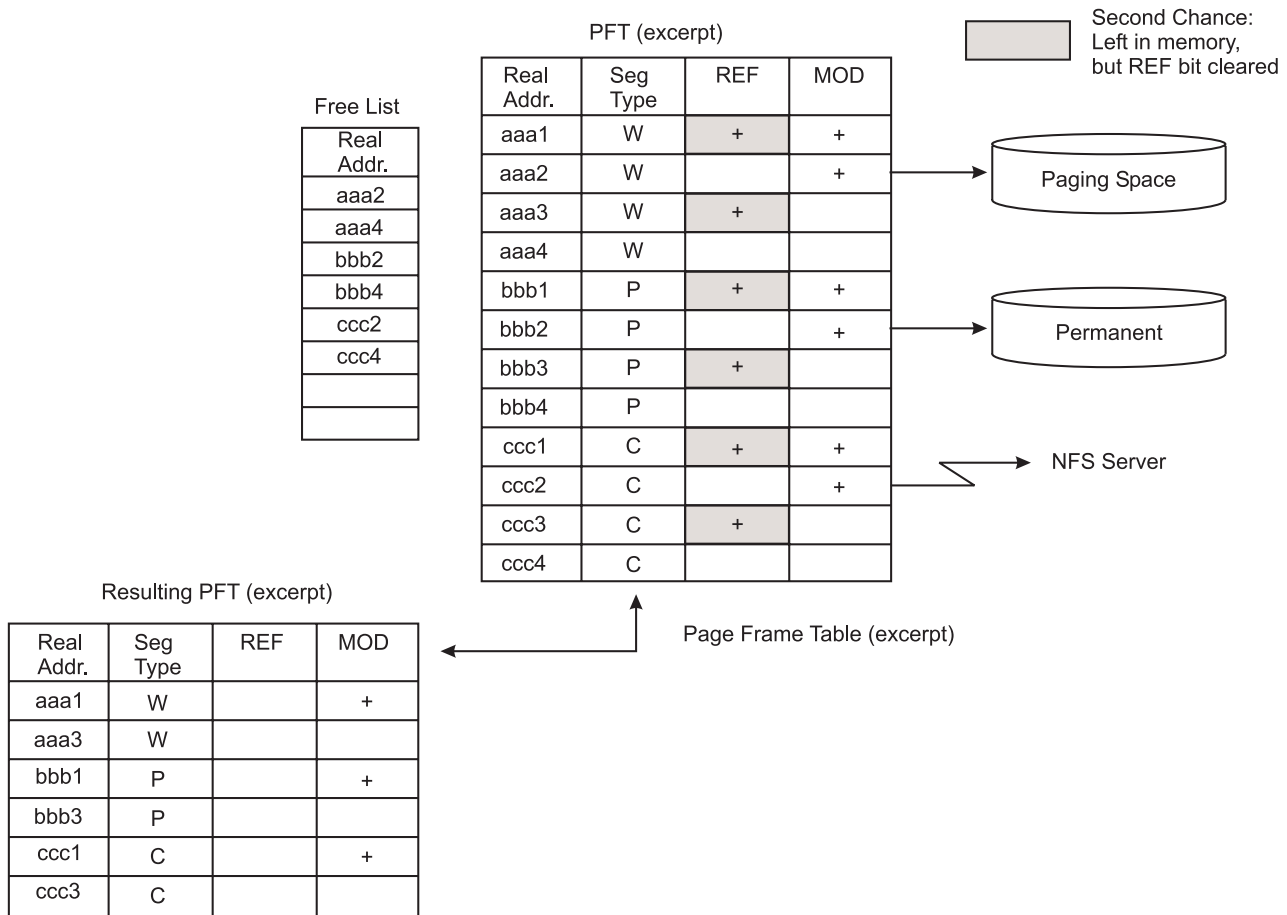 PFT (excerpt)
Second Chance:
Left in memory,
but REF bit cleared
Free List
Real
Addr.
aaa2
aaa4
bbb2
bbb4
ccc2
ccc4
Real Addr. Seg Type REF MOD
aaa1 W + +
aaa2 W +
aaa3 W +
aaa4 W
bbb1 P + +
bbb2 P +
bbb3 P +
bbb4 P
ccc1 C + +
ccc2 C +
ccc3 C +
ccc4 C
Paging Space
Permanent
NFS Server
Page Frame Table (excerpt)
Resulting PFT (excerpt)
Real Addr. Seg Type REF MOD
aaa1 W +
aaa3 W
bbb1 P +
bbb3 P
ccc1 C +
ccc3 C